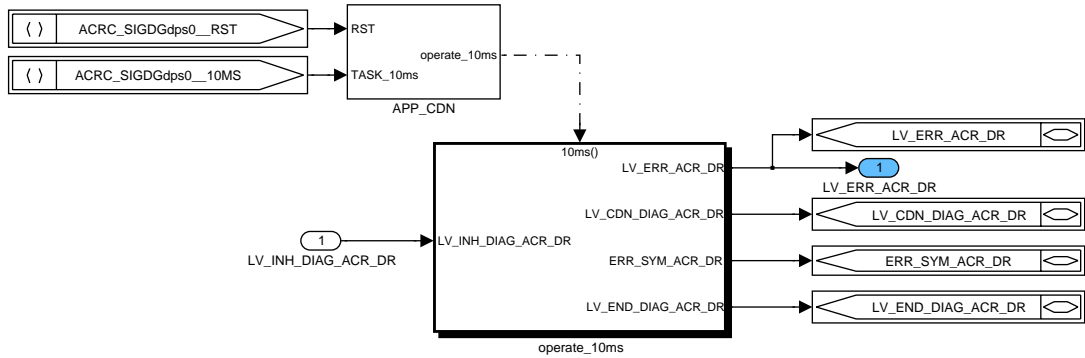 ACRC_SIGDGdps0__RST
RST
operate_10ms
ACRC_SIGDGdps0__10MS
TASK_10ms
APP_CDN
10ms()
LV_ERR_ACR_DR
LV_ERR_ACR_DR
1
LV_ERR_ACR_DR
LV_CDN_DIAG_ACR_DR
LV_CDN_DIAG_ACR_DR
1
LV_INH_DIAG_ACR_DR
LV_INH_DIAG_ACR_DR
ERR_SYM_ACR_DR
ERR_SYM_ACR_DR
LV_END_DIAG_ACR_DR
LV_END_DIAG_ACR_DR
operate_10ms